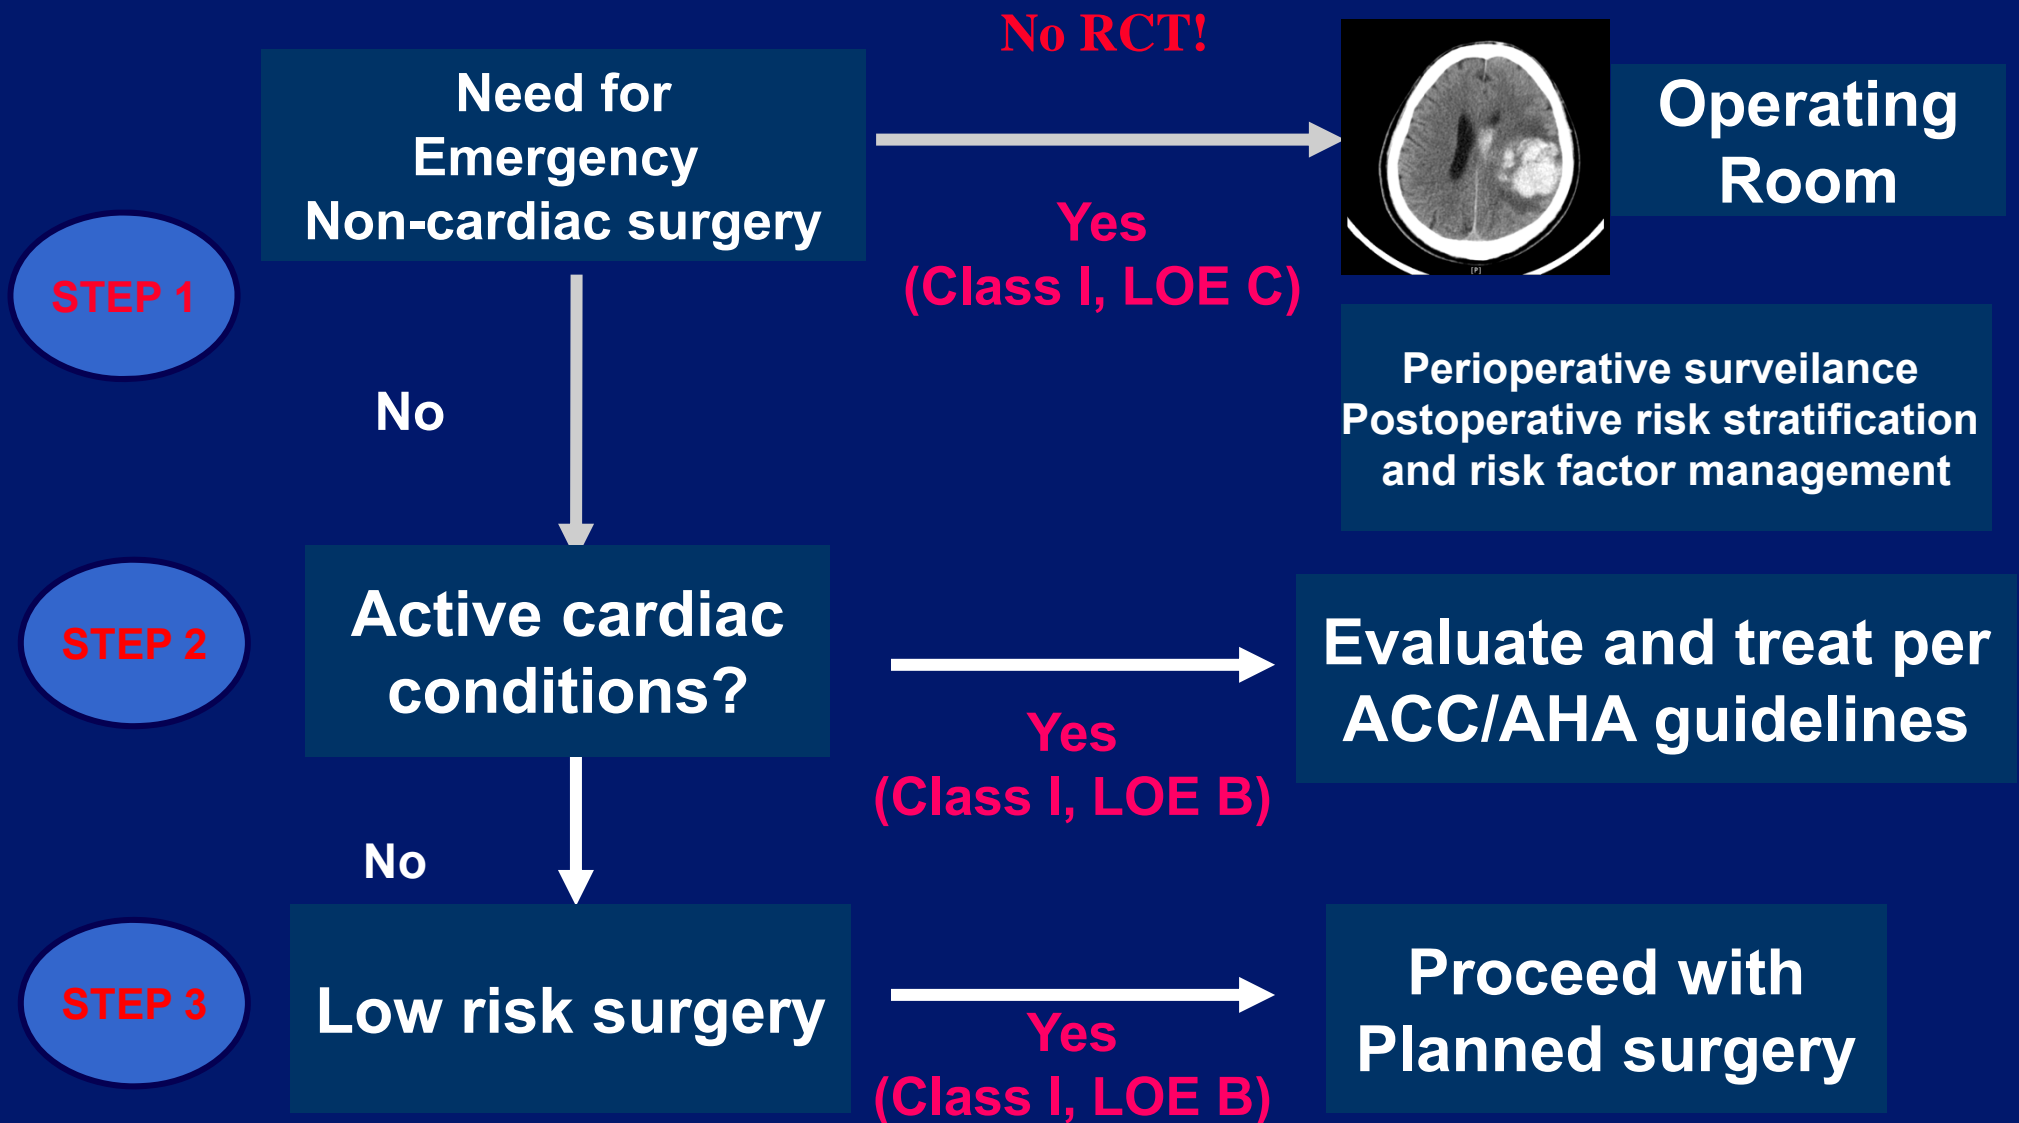 No RCT!
Need for
Emergency
Non-cardiac surgery
Operating
Room
Yes
(Class I, LOE C)
[P]
STEP 1
No
Perioperative surveilance
Postoperative risk stratification
and risk factor management
STEP 2
Active cardiac
conditions?
Yes
(Class I, LOE B)
Evaluate and treat per
ACC/AHA guidelines
No
STEP 3
Low risk surgery
Yes
(Class I, LOE B)
Proceed with
Planned surgery